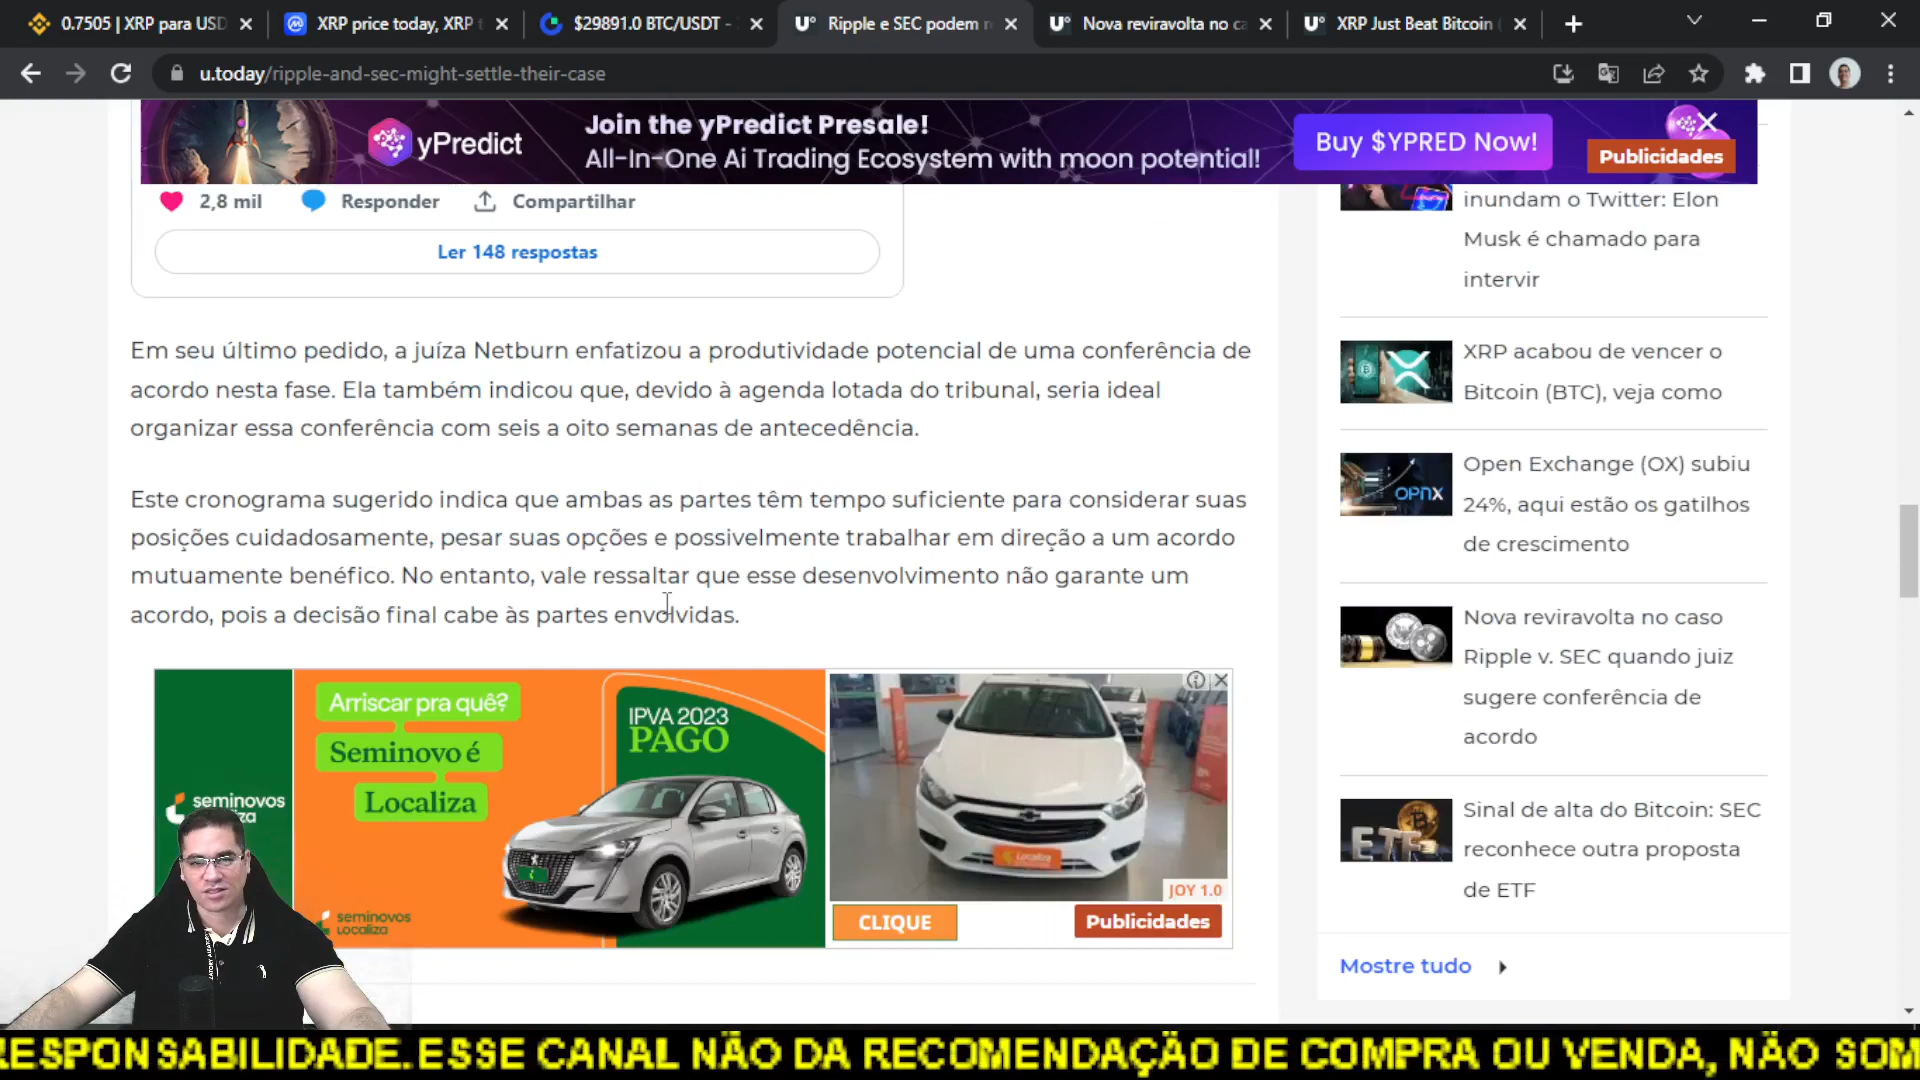 0.7505 | XRP para USD
XRP price today, XRP t
$29891.0 BTC/USDT -
Ripple e SEC podem r
Nova reviravolta no ca
XRP Just Beat Bitcoin (
u.today/ripple-and-sec-might-settle-their-case
yPredict
Join the yPredict Presale!
All-In-One Ai Trading Ecosystem with moon potential!
Buy $YPRED Now!
Publicidades
2,8 mil
Responder
Compartilhar
Ler 148 respostas
Em seu último pedido, a juíza Netburn enfatizou a produtividade potencial de uma conferência de
acordo nesta fase. Ela também indicou que, devido à agenda lotada do tribunal, seria ideal
organizar essa conferência com seis a oito semanas de antecedência.
Este cronograma sugerido indica que ambas as partes têm tempo suficiente para considerar suas
posições cuidadosamente, pesar suas opções e possivelmente trabalhar em direção a um acordo
mutuamente benéfico. No entanto, vale ressaltar que esse desenvolvimento não garante um
acordo, pois a decisão final cabe às partes envolvidas.
seminovos
Arriscar pra quê?
Seminovo é
Localiza
IPVA 2023
PAGO
seminovos
Localiza
JOY 1.0
CLIQUE
Publicidades
inundam o Twitter: Elon
Musk é chamado para
intervir
XRP acabou de vencer o
Bitcoin (BTC), veja como
OPNX
Open Exchange (OX) subiu
24%, aqui estão os gatilhos
de crescimento
Nova reviravolta no caso
Ripple v. SEC quando juiz
sugere conferência de
acordo
ETF
Sinal de alta do Bitcoin: SEC
reconhece outra proposta
de ETF
Mostre tudo
RESPONSABILIDADE.ESSE CANAL NÃO DA RECOMENDAÇÃO DE COMPRA OU VENDA, NÃO SOM